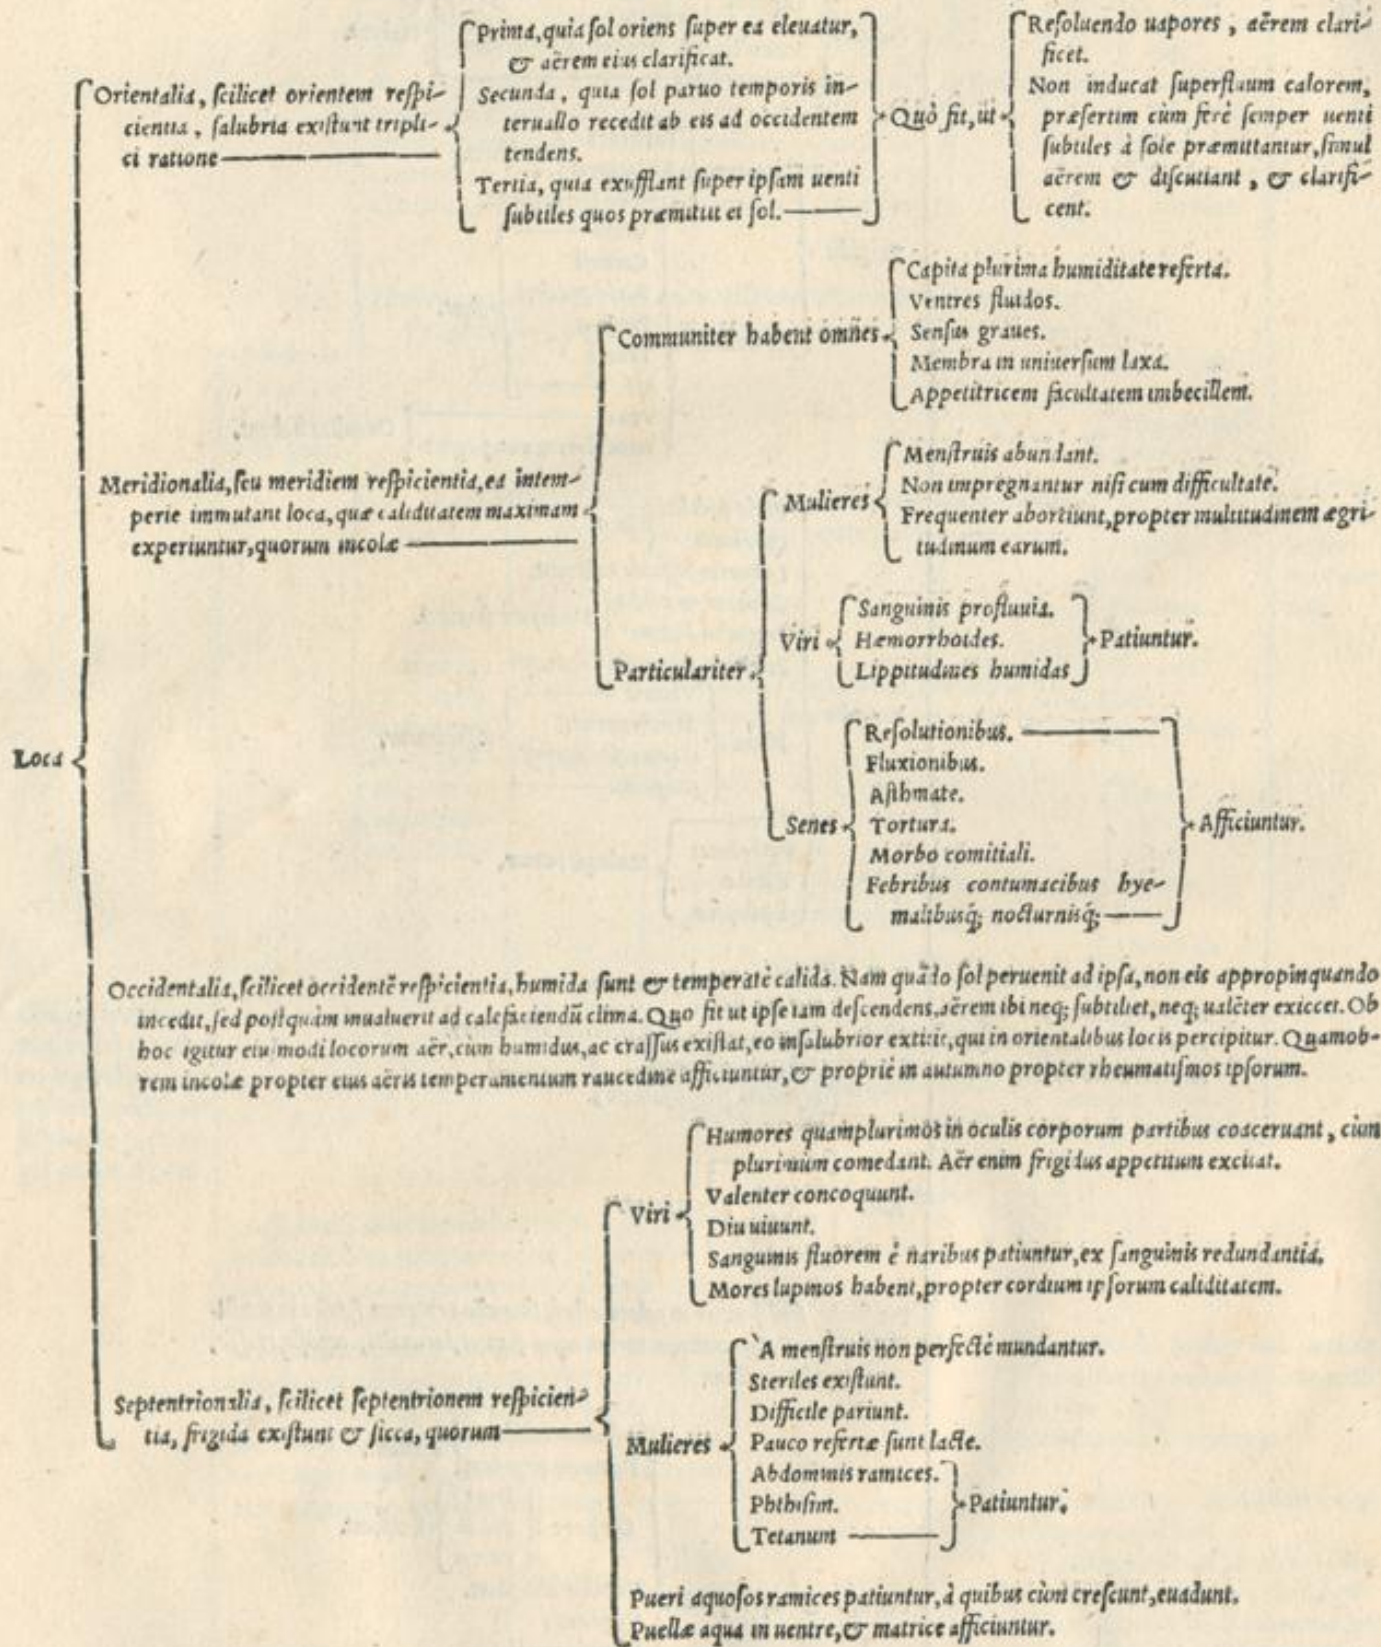 Prima, quia sol oriens super ea eleuatur,
& aërem eius clarificat.
Orientalia, scilicet orientem respi-
cientia, salubria existunt tripli-
ci ratione
Secunda, quia sol paruo temporis in-
teruallo recedit ab eis ad occidentem
tendens.
Tertia, quia exufflant super ipsam uenti
subtiles quos præmittit ei sol.
Quò fit, ut
Resoluendo uapores, aërem clari-
ficet.
Non inducat superfluum calorem,
præsertim cùm ferè semper uenti
subtiles à sole præmittantur, simul
aërem & discutiant, & clarifi-
cent.
Loca
Meridionalia, seu meridiem respicientia, ea intem-
perie immutant loca, quæ caliditatem maximam
experiuntur, quorum incolæ
Communiter habent omnes
Capita plurima humiditate referta.
Ventres fluidos.
Sensus graues.
Membra in uniuersum laxa.
Appetitricem facultatem imbecillem.
Particulariter
Mulieres
Menstruis abundant.
Non impregnantur nisi cum difficultate.
Frequenter abortiunt, propter multitudinem ægri-
tudinum earum.
Viri
Sanguinis profluuia.
Hæmorrhoides.
Lippitudines humidas
Patiuntur.
Senes
Resolutionibus.
Fluxionibus.
Asthmate.
Tortura.
Morbo comitiali.
Febribus contumacibus hye-
malibusq́; nocturnisq́;
Afficiuntur.
Occidentalia, scilicet occidentẽ respicientia, humida sunt & temperatè calida. Nam quãdo sol peruenit ad ipsa, non eis appropinquando
incedit, sed postquàm inualuerit ad calefaciendũ clima. Quo fit ut ipse iam descendens, aërem ibi neq; subtiliet, neq; ualẽter exiccet. Ob
hoc igitur eiusmodi locorum aër, cùm humidus, ac crassus existat, eo insalubrior extitit, qui in orientalibus locis percipitur. Quamob-
rem incolæ propter eius aëris temperamentum raucedine afficiuntur, & propriè in autumno propter rheumatismos ipsorum.
Septentrionalia, scilicet septentrionem respicien-
tia, frigida existunt & sicca, quorum
Viri
Humores quamplurimos in oculis corporum partibus coaceruant, cùm
plurimum comedant. Aër enim frigidus appetitum excitat.
Valenter concoquunt.
Diu uiuunt.
Sanguinis fluorem è naribus patiuntur, ex sanguinis redundantia.
Mores lupinos habent, propter cordium ipsorum caliditatem.
Mulieres
À menstruis non perfectè mundantur.
Steriles existunt.
Difficile pariunt.
Pauco refertæ sunt lacte.
Abdominis ramices.
Phthisim.
Tetanum
Patiuntur.
Pueri aquosos ramices patiuntur, à quibus cùm crescunt, euadunt.
Puellæ aqua in uentre, & matrice afficiuntur.